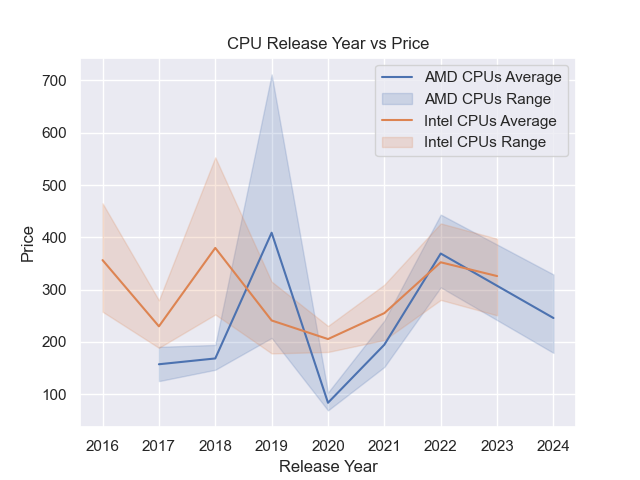 CPU Release Year vs Price
AMD CPUs Average
AMD CPUs Range
Intel CPUs Average
Intel CPUs Range
Price
700
600
500
400
300
200
100
2016 2017 2018 2019 2020 2021 2022 2023 2024
Release Year